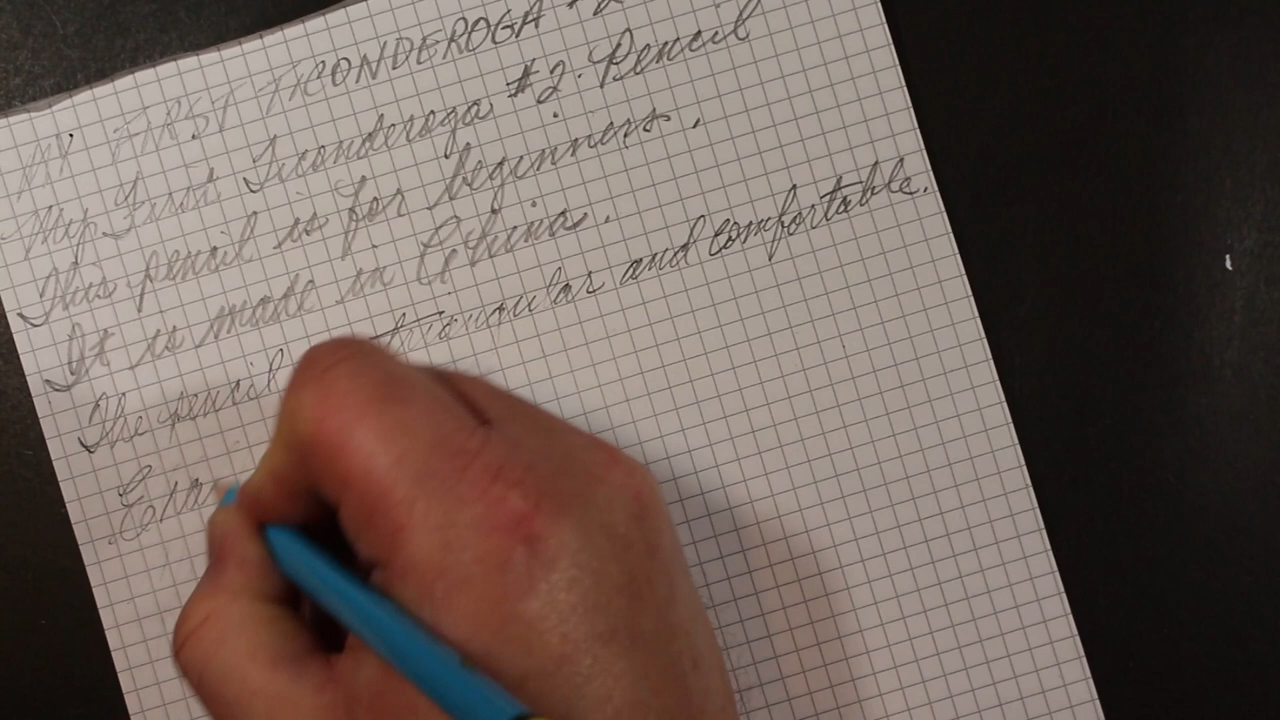 MY FIRST TICONDEROGA #2
My First Ticonderoga #2 Pencil
This pencil is for beginners.
It is made in China.
The pencil triangular and comfortable.